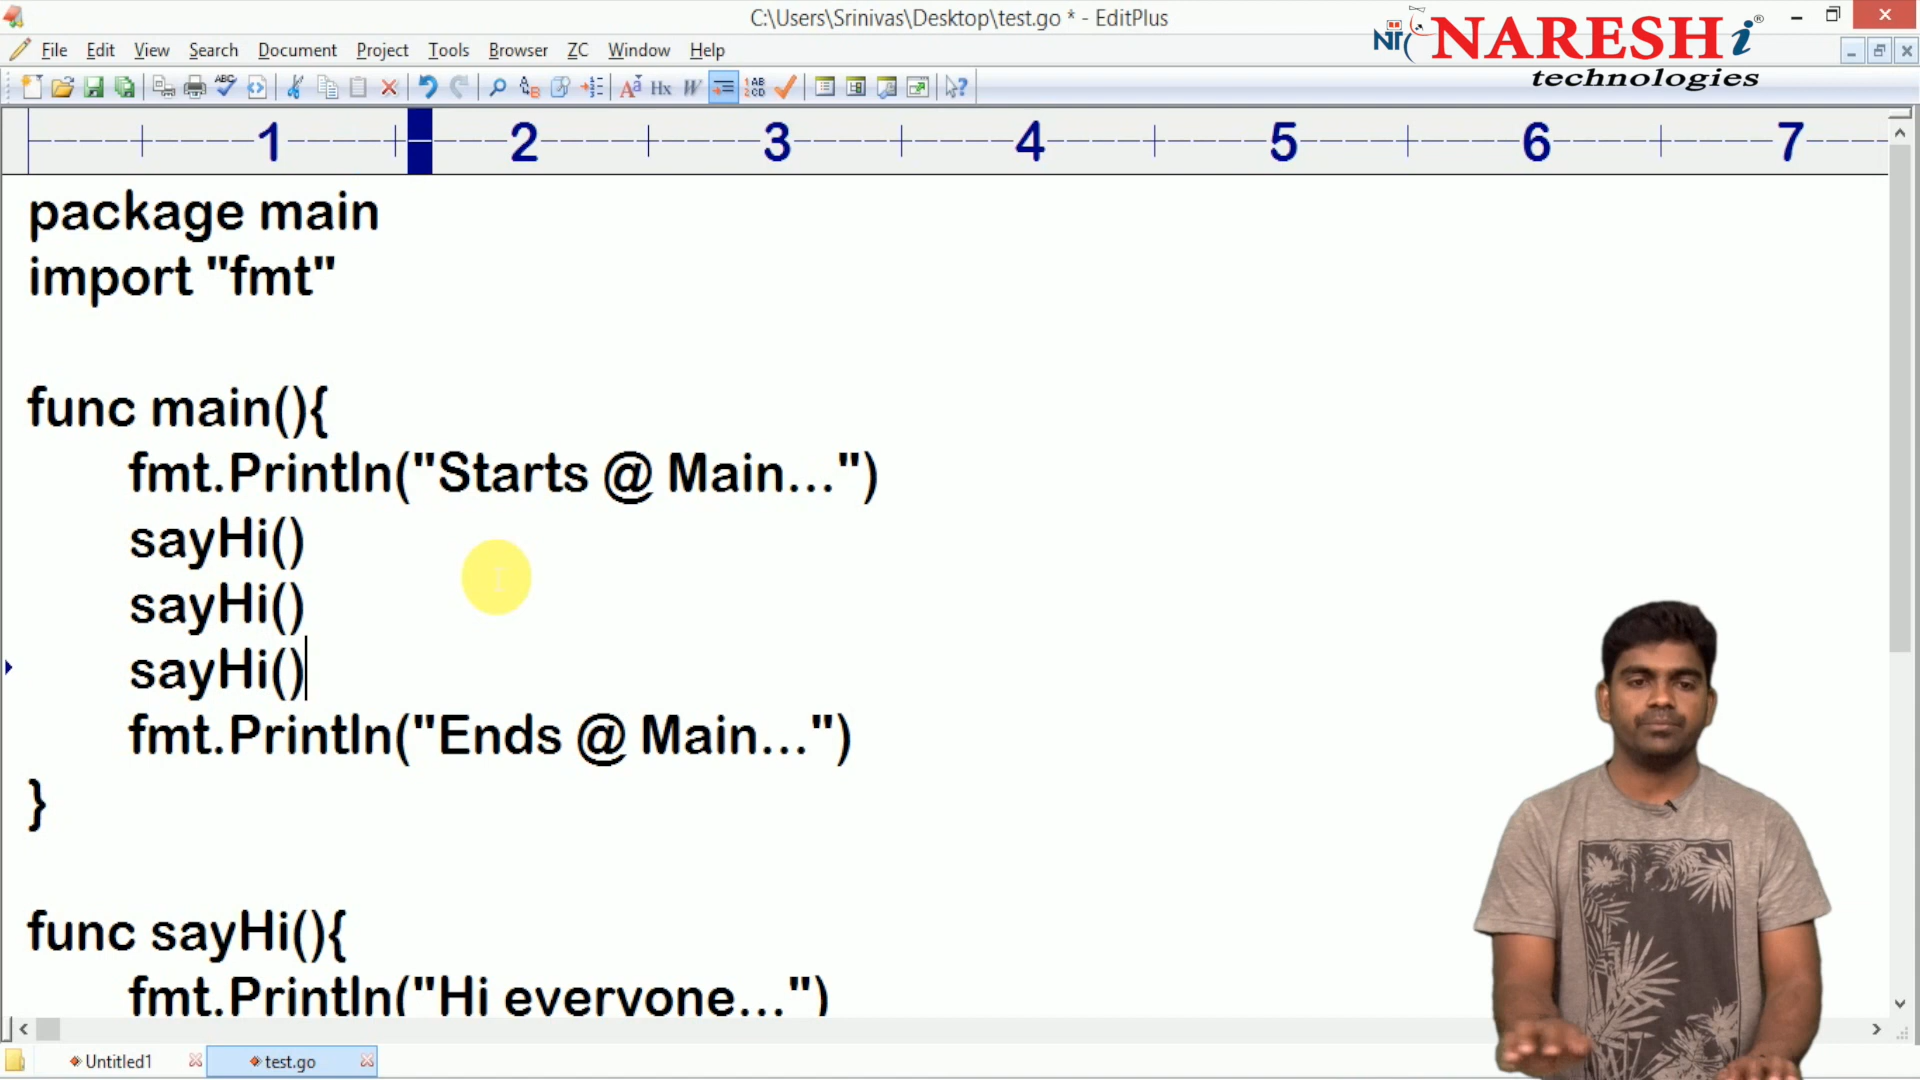 C:\Users\Srinivas\Desktop\test.go * - EditPlus
NARESHi®
NT
technologies
File Edit View Search Document Project Tools Browser ZC Window Help
1 2 3 4 5 6 7
package main
import "fmt"
func main(){
fmt.Println("Starts @ Main...")
sayHi()
sayHi()
sayHi()
fmt.Println("Ends @ Main...")
}
func sayHi(){
fmt.Println("Hi everyone...")
Untitled1 test.go